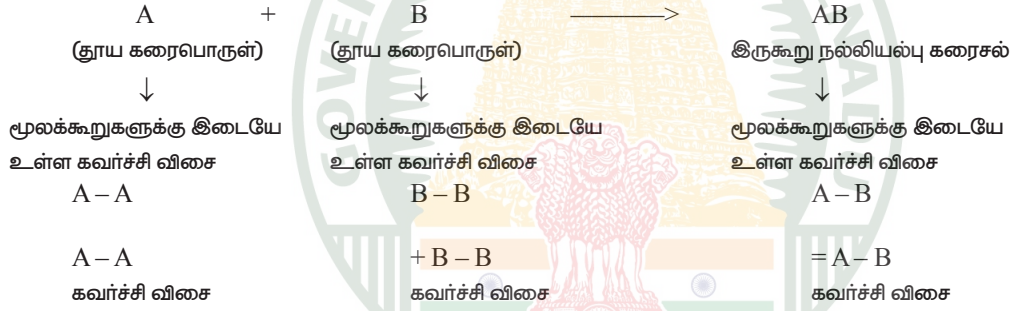 A + B ———> AB
(தூய கரைபொருள்) (தூய கரைபொருள்) இருகூறு நல்லியல்பு கரைசல்
↓ ↓ ↓
மூலக்கூறுகளுக்கு இடையே மூலக்கூறுகளுக்கு இடையே மூலக்கூறுகளுக்கு இடையே
உள்ள கவர்ச்சி விசை உள்ள கவர்ச்சி விசை உள்ள கவர்ச்சி விசை
A – A B – B A – B
A – A + B – B = A – B
கவர்ச்சி விசை கவர்ச்சி விசை கவர்ச்சி விசை